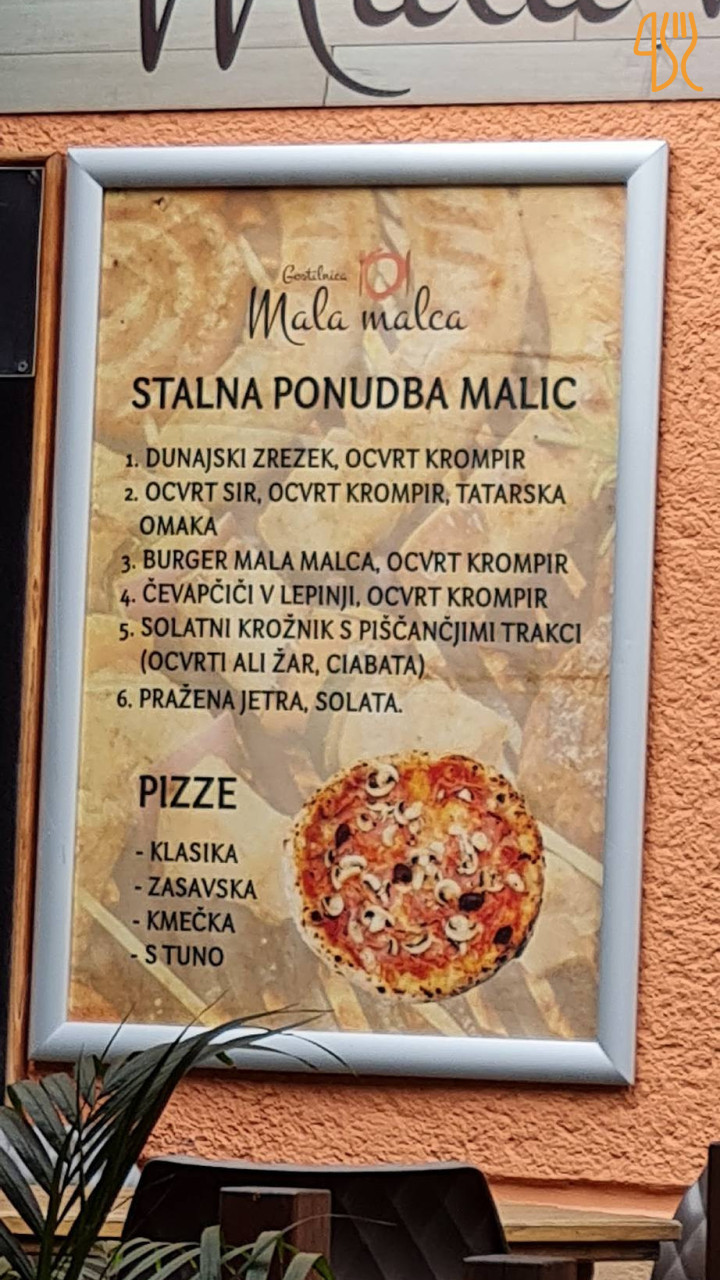 Gostilnica
Mala malca
STALNA PONUDBA MALIC
1. DUNAJSKI ZREZEK, OCVRT KROMPIR
2. OCVRT SIR, OCVRT KROMPIR, TATARSKA
OMAKA
3. BURGER MALA MALCA, OCVRT KROMPIR
4. ČEVAPČIČI V LEPINJI, OCVRT KROMPIR
5. SOLATNI KROŽNIK S PIŠČANČJIMI TRAKCI
(OCVRTI ALI ŽAR, CIABATA)
6. PRAŽENA JETRA, SOLATA.
PIZZE
- KLASIKA
- ZASAVSKA
- KMEČKA
- S TUNO